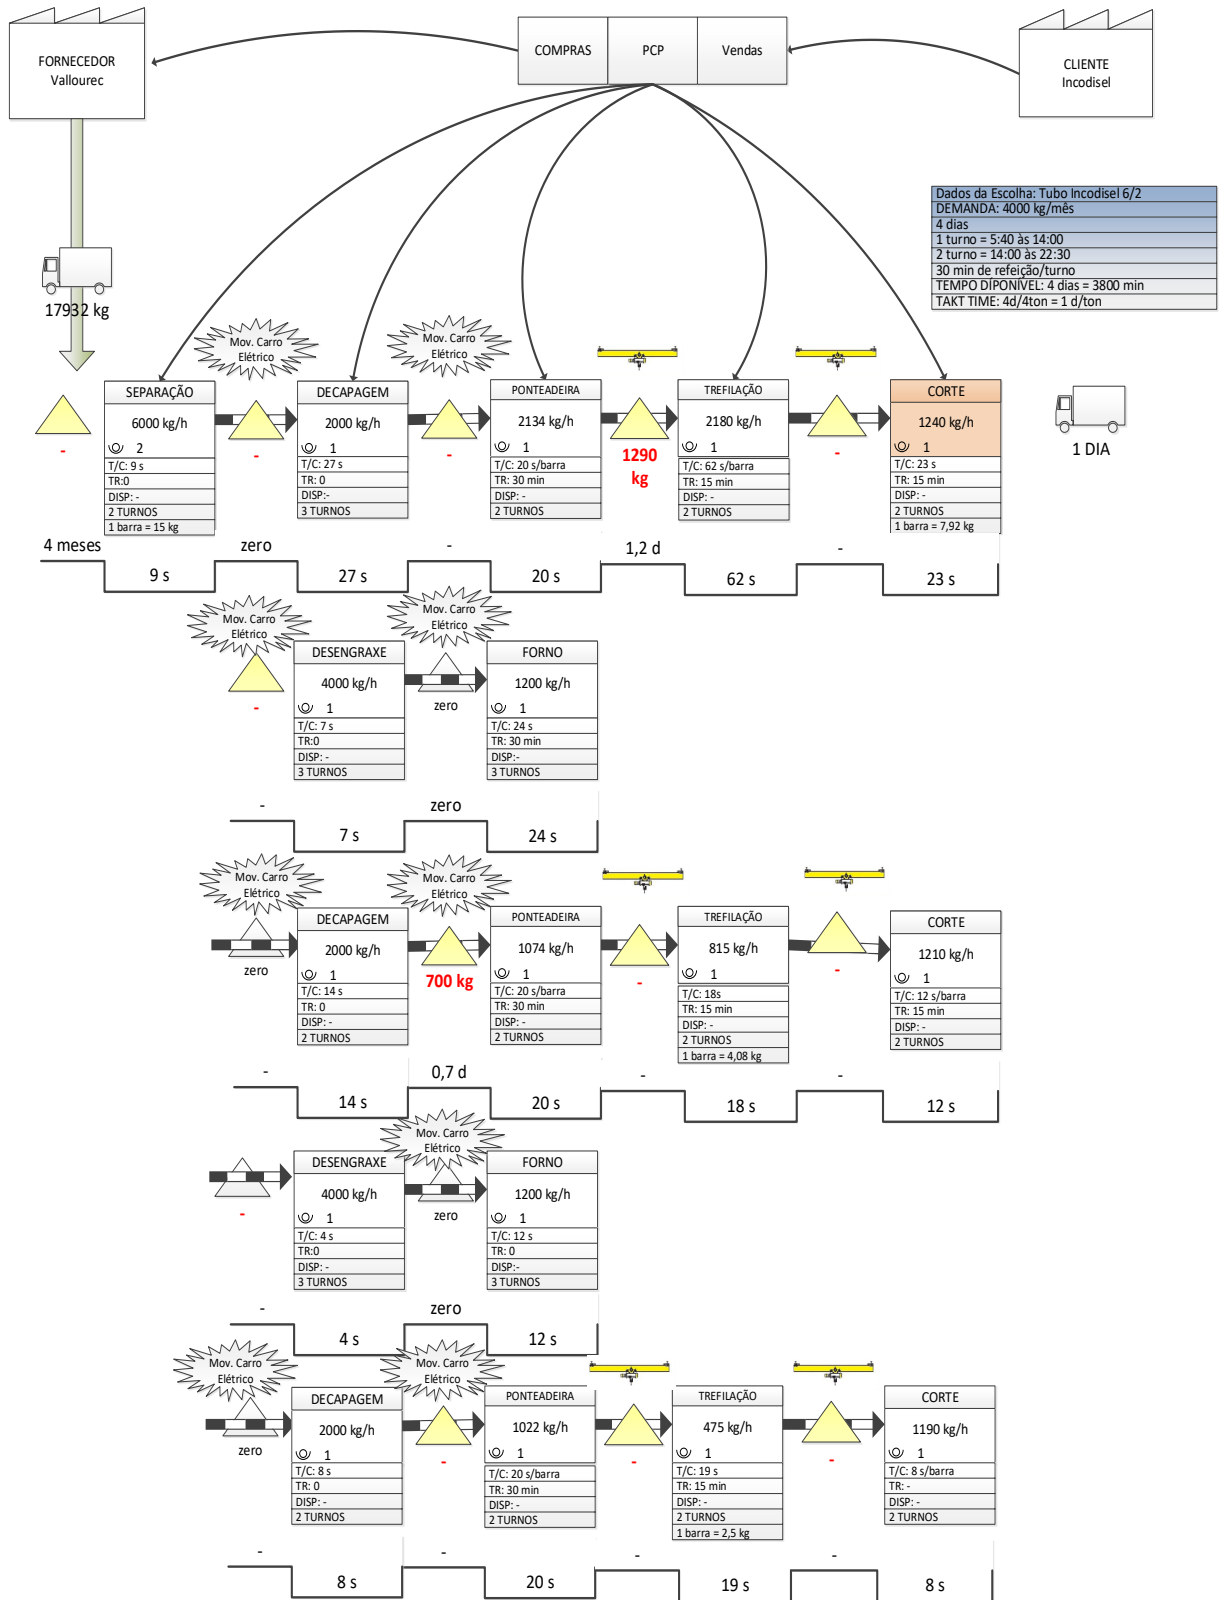 FORNECEDOR
Vallourec
COMPRAS
PCP
Vendas
CLIENTE
Incodisel
Dados da Escolha: Tubo Incodisel 6/2
DEMANDA: 4000 kg/mês
4 dias
1 turno = 5:40 às 14:00
2 turno = 14:00 às 22:30
30 min de refeição/turno
TEMPO DÍPONÍVEL: 4 dias = 3800 min
TAKT TIME: 4d/4ton = 1 d/ton
17932 kg
Mov. Carro
Elétrico
Mov. Carro
Elétrico
-
SEPARAÇÃO
6000 kg/h
2
T/C: 9 s
TR:0
DISP: -
2 TURNOS
1 barra = 15 kg
-
DECAPAGEM
2000 kg/h
1
T/C: 27 s
TR: 0
DISP:-
3 TURNOS
-
PONTEADEIRA
2134 kg/h
1
T/C: 20 s/barra
TR: 30 min
DISP: -
2 TURNOS
1290
kg
TREFILAÇÃO
2180 kg/h
1
T/C: 62 s/barra
TR: 15 min
DISP: -
2 TURNOS
-
CORTE
1240 kg/h
1
T/C: 23 s
TR: 15 min
DISP: -
2 TURNOS
1 barra = 7,92 kg
1 DIA
4 meses
zero
-
1,2 d
-
9 s
27 s
20 s
62 s
23 s
Mov. Carro
Elétrico
Mov. Carro
Elétrico
-
DESENGRAXE
4000 kg/h
1
T/C: 7 s
TR:0
DISP:-
3 TURNOS
zero
FORNO
1200 kg/h
1
T/C: 24 s
TR: 30 min
DISP:-
3 TURNOS
-
zero
7 s
24 s
Mov. Carro
Elétrico
Mov. Carro
Elétrico
zero
DECAPAGEM
2000 kg/h
1
T/C: 14 s
TR: 0
DISP: -
2 TURNOS
700 kg
PONTEADEIRA
1074 kg/h
1
T/C: 20 s/barra
TR: 30 min
DISP: -
2 TURNOS
-
TREFILAÇÃO
815 kg/h
1
T/C: 18s
TR: 15 min
DISP: -
2 TURNOS
1 barra = 4,08 kg
-
CORTE
1210 kg/h
1
T/C: 12 s/barra
TR: 15 min
DISP: -
2 TURNOS
-
0,7 d
-
-
14 s
20 s
18 s
12 s
Mov. Carro
Elétrico
-
DESENGRAXE
4000 kg/h
1
T/C: 4 s
TR:0
DISP:-
3 TURNOS
zero
FORNO
1200 kg/h
1
T/C: 12 s
TR: 0
DISP:-
3 TURNOS
-
zero
4 s
12 s
Mov. Carro
Elétrico
Mov. Carro
Elétrico
zero
DECAPAGEM
2000 kg/h
1
T/C: 8 s
TR: 0
DISP: -
2 TURNOS
-
PONTEADEIRA
1022 kg/h
1
T/C: 20 s/barra
TR: 30 min
DISP: -
2 TURNOS
-
TREFILAÇÃO
475 kg/h
1
T/C: 19 s
TR: 15 min
DISP: -
2 TURNOS
1 barra = 2,5 kg
-
CORTE
1190 kg/h
1
T/C: 8 s/barra
TR: -
DISP: -
2 TURNOS
-
-
-
-
8 s
20 s
19 s
8 s